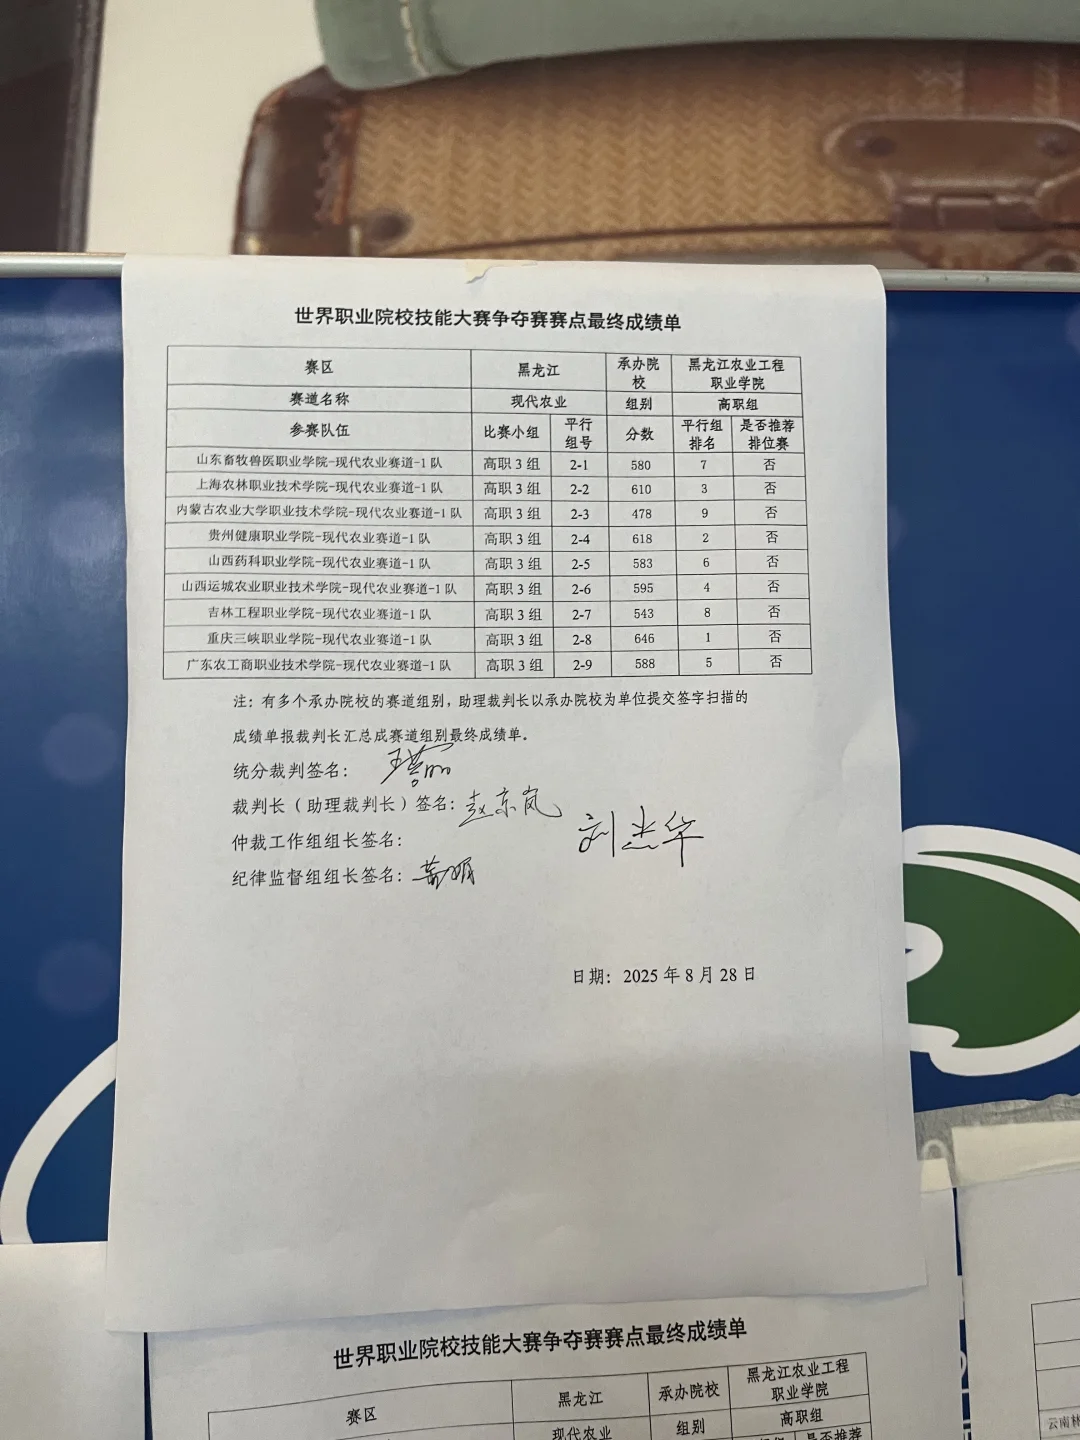 世界职业院校技能大赛争夺赛赛点最终成绩单
赛区 黑龙江 承办院校 黑龙江农业工程职业学院
赛道名称 现代农业 组别 高职组
参赛队伍 比赛小组 平行组号 分数 平行组排名 是否推荐排位赛
山东畜牧兽医职业学院-现代农业赛道-1队 高职3组 2-1 580 7 否
上海农林职业技术学院-现代农业赛道-1队 高职3组 2-2 610 3 否
内蒙古农业大学职业技术学院-现代农业赛道-1队 高职3组 2-3 478 9 否
贵州健康职业学院-现代农业赛道-1队 高职3组 2-4 618 2 否
山西药科职业学院-现代农业赛道-1队 高职3组 2-5 583 6 否
山西运城农业职业技术学院-现代农业赛道-1队 高职3组 2-6 595 4 否
吉林工程职业学院-现代农业赛道-1队 高职3组 2-7 543 8 否
重庆三峡职业学院-现代农业赛道-1队 高职3组 2-8 646 1 否
广东农工商职业技术学院-现代农业赛道-1队 高职3组 2-9 588 5 否
注：有多个承办院校的赛道组别，助理裁判长以承办院校为单位提交签字扫描的
成绩单报裁判长汇总成赛道组别最终成绩单。
统分裁判签名：
裁判长（助理裁判长）签名：赵东岚
仲裁工作组组长签名：
纪律监督组组长签名：
日期：2025年8月28日
世界职业院校技能大赛争夺赛赛点最终成绩单
赛区 黑龙江 承办院校 黑龙江农业工程职业学院
现代农业 组别 高职组
是否推荐
云南林